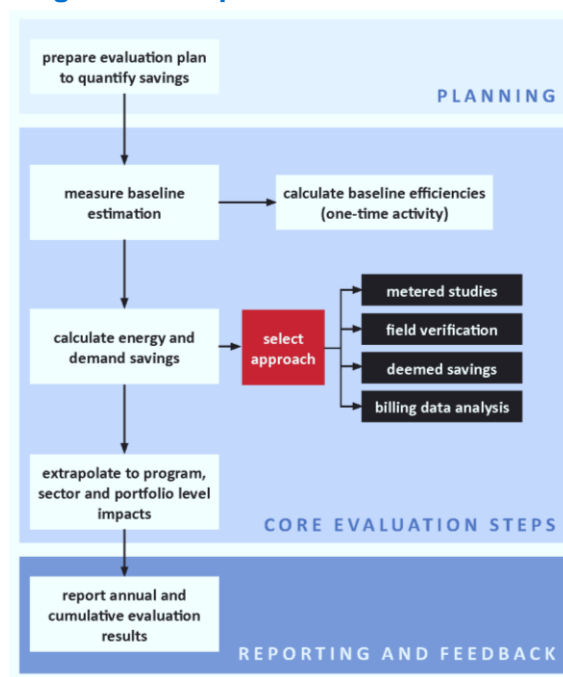 prepare evaluation plan
to quantify savings
PLANNING
measure baseline
estimation
calculate baseline efficiencies
(one-time activity)
calculate energy and
demand savings
select
approach
metered studies
field verification
deemed savings
billing data analysis
extrapolate to program,
sector and portfolio level
impacts
CORE EVALUATION STEPS
report annual and
cumulative evaluation
results
REPORTING AND FEEDBACK